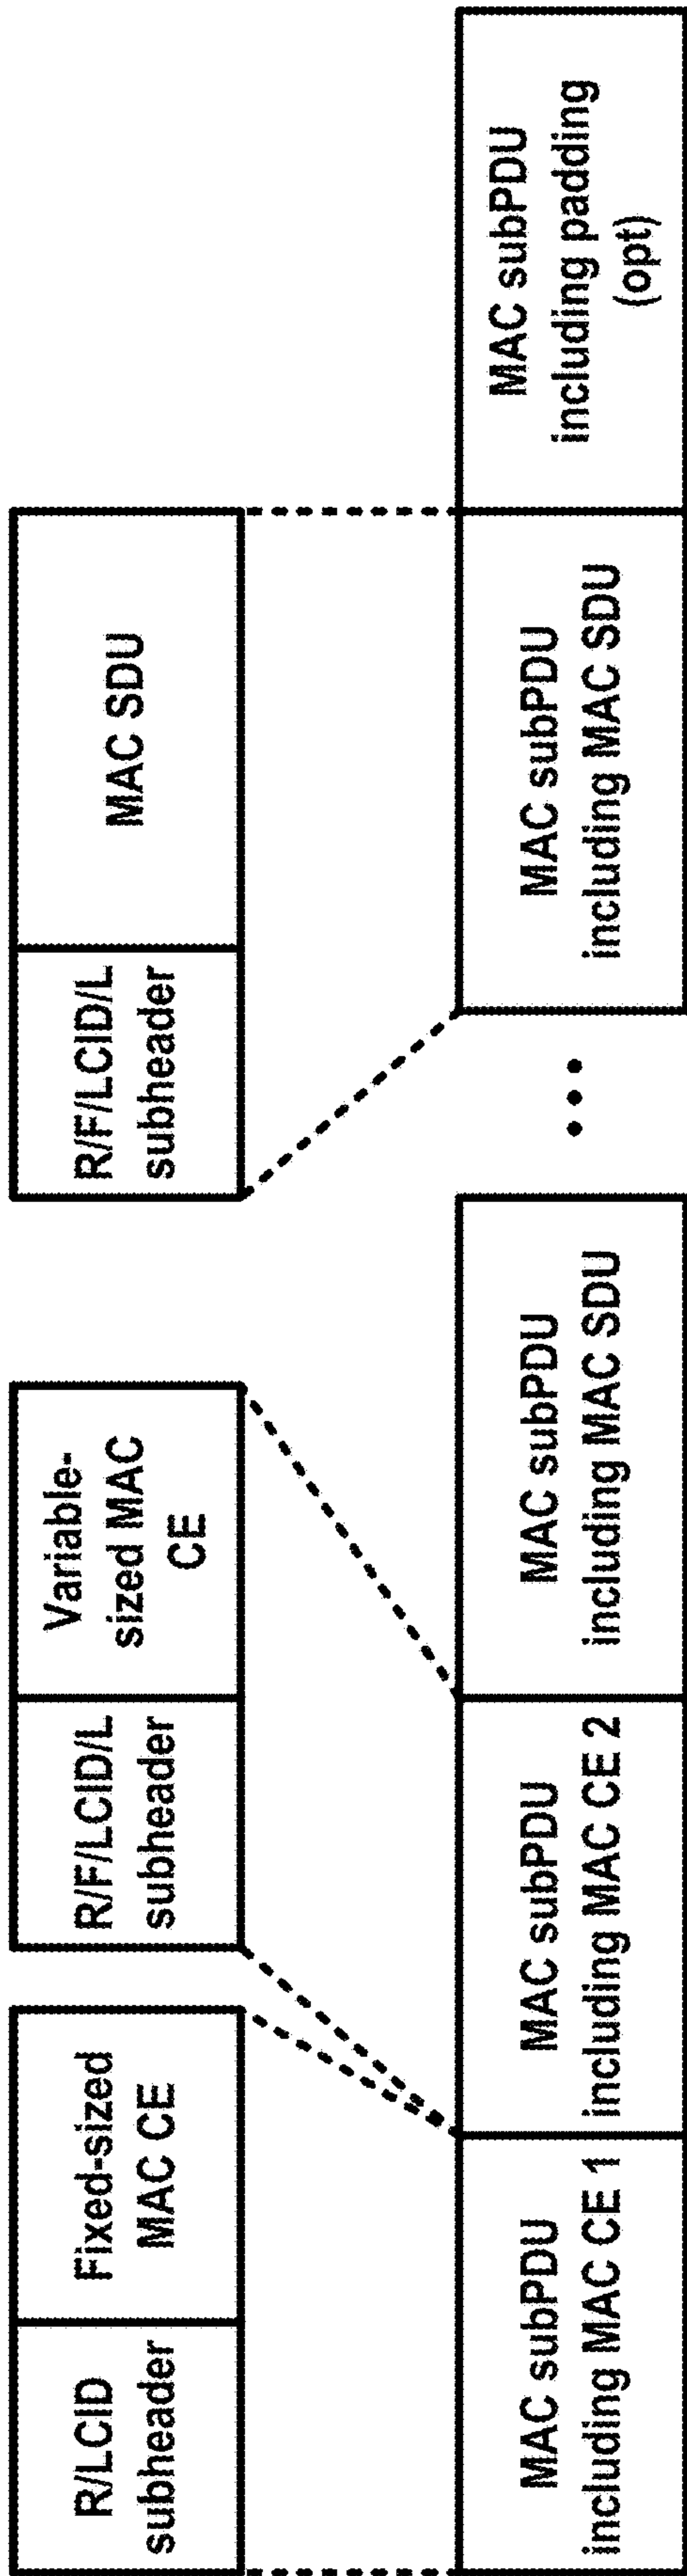 R/LCID
subheader
Fixed-sized
MAC CE
R/F/LCID/L
subheader
Variable-
sized MAC
CE
R/F/LCID/L
subheader
MAC SDU
MAC subPDU
including MAC CE 1
MAC subPDU
including MAC CE 2
MAC subPDU
including MAC SDU
...
MAC subPDU
including MAC SDU
MAC subPDU
including padding
(opt)